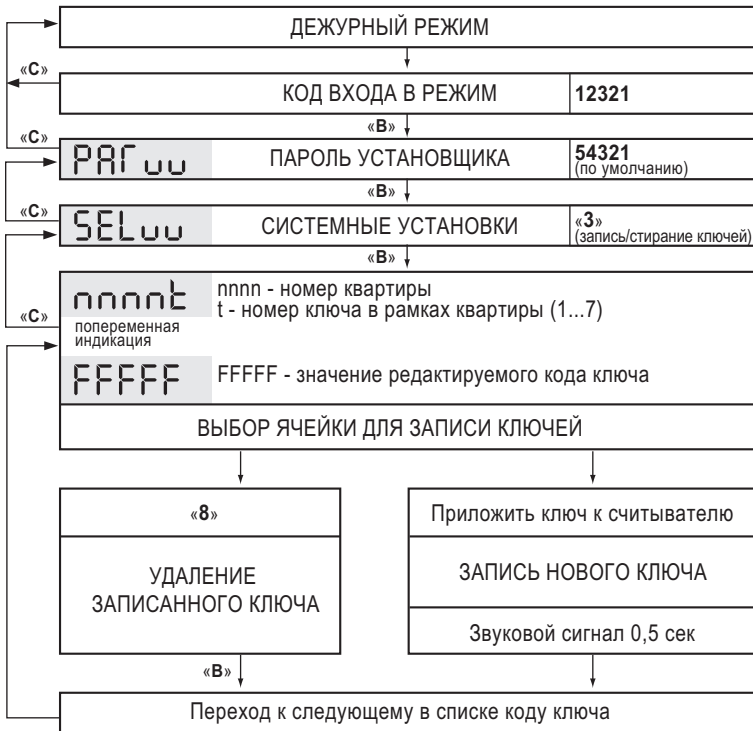 ДЕЖУРНЫЙ РЕЖИМ
«С»
КОД ВХОДА В РЕЖИМ 12321
«В»
«С»
PAГ˽˽ ПАРОЛЬ УСТАНОВЩИКА 54321
(по умолчанию)
«В»
«С»
SEL˽˽ СИСТЕМНЫЕ УСТАНОВКИ «3»
(запись/стирание ключей)
«В»
nnnnt nnnn - номер квартиры
t - номер ключа в рамках квартиры (1...7)
«С»
попеременная
индикация
FFFFF FFFFF - значение редактируемого кода ключа
ВЫБОР ЯЧЕЙКИ ДЛЯ ЗАПИСИ КЛЮЧЕЙ
«8» Приложить ключ к считывателю
УДАЛЕНИЕ
ЗАПИСАННОГО КЛЮЧА
ЗАПИСЬ НОВОГО КЛЮЧА
Звуковой сигнал 0,5 сек
«В»
Переход к следующему в списке коду ключа